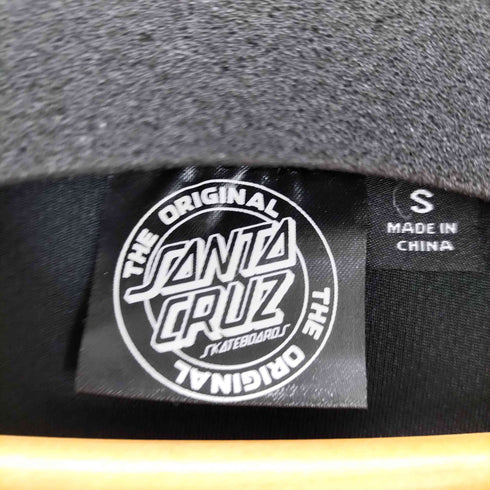 THE ORIGINAL
SANTA
CRUZ
SKATEBOARDS
THE ORIGINAL
S
MADE IN
CHINA